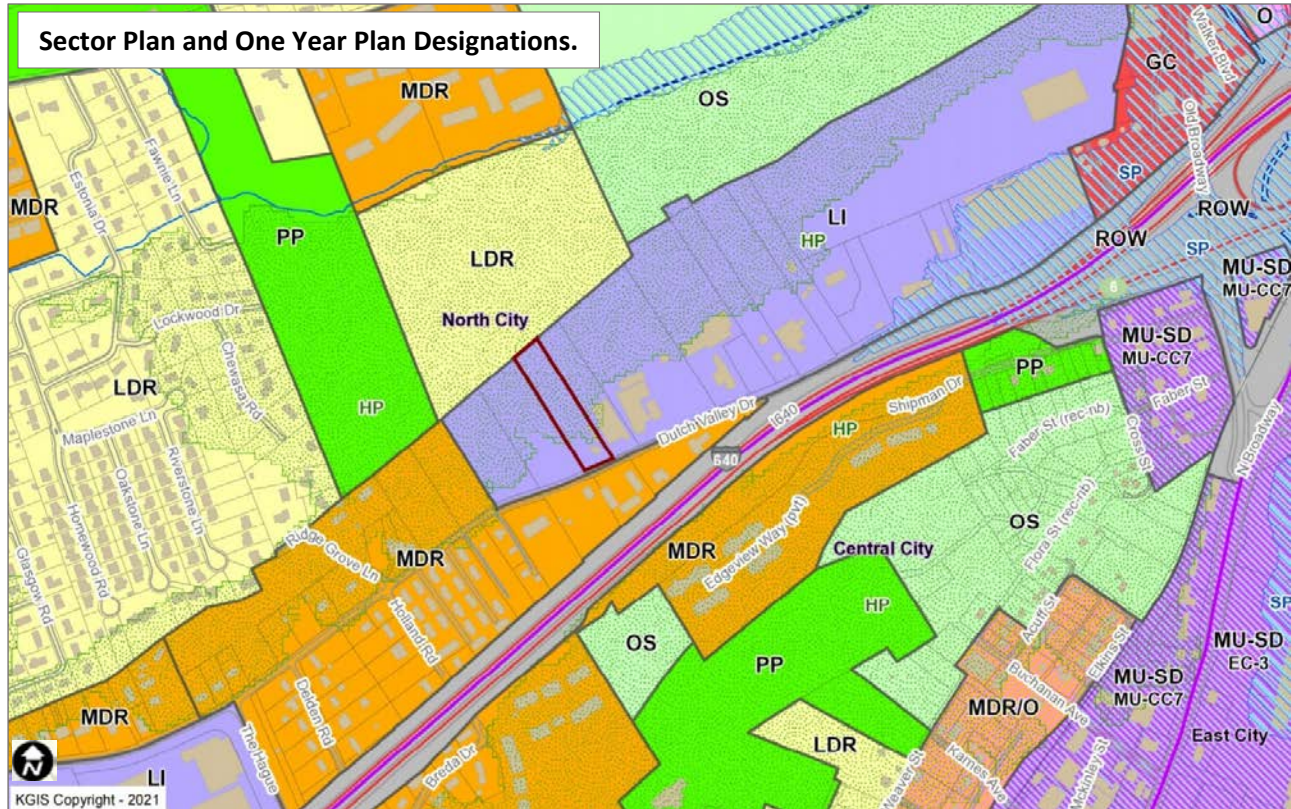 Sector Plan and One Year Plan Designations.
O
Walker Blvd
GC
MDR
OS
Old Broadway
Fawnie Ln
Estonia Dr
MDR
SP
ROW
PP
LI
HP
ROW
SP
LDR
MU-SD
MU-CC7
6
Lockwood Dr
North City
MU-SD
MU-CC7
Chewasa Rd
PP
LDR
HP
Shipman Dr
Faber St
Dutch Valley Dr
I640
Faber St (rec-nb)
Cross St
Maplestone Ln
HP
640
N Broadway
Riverstone Ln
Oakstone Ln
OS
Homewood Rd
Flora St (rec-nb)
Ridge Grove Ln
MDR
MDR
Edgeview Way (pvt)
Central City
Glasgow Rd
HP
SP
Holland Rd
Acuff St
OS
Elkins St
MU-SD
EC-3
PP
Buchanan Ave
MU-SD
MU-CC7
Delden Rd
MDR/O
MDR
The Hague
LDR
East City
Karnes Ave
Breda Dr
Weaver St
McKinley St
N
LI
KGIS Copyright - 2021